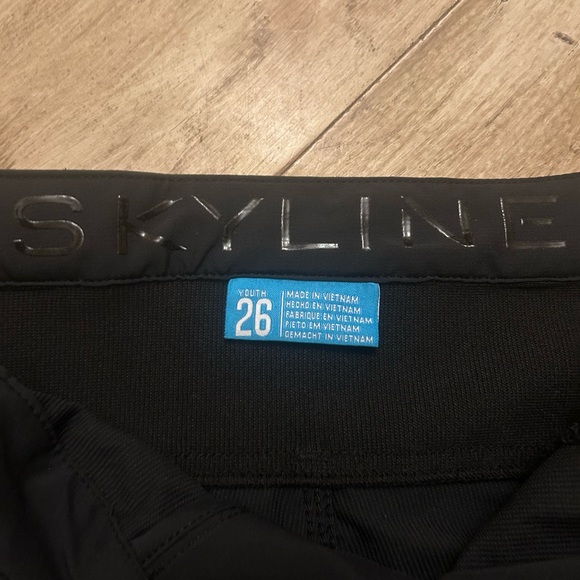 SKYLINE
YOUTH
26
MADE IN VIETNAM
HECHO EN VIETNAM
FABRIQUE EN VIETNAM
FIETO EM VIETNAM
GEMACHT IN VIETNAM